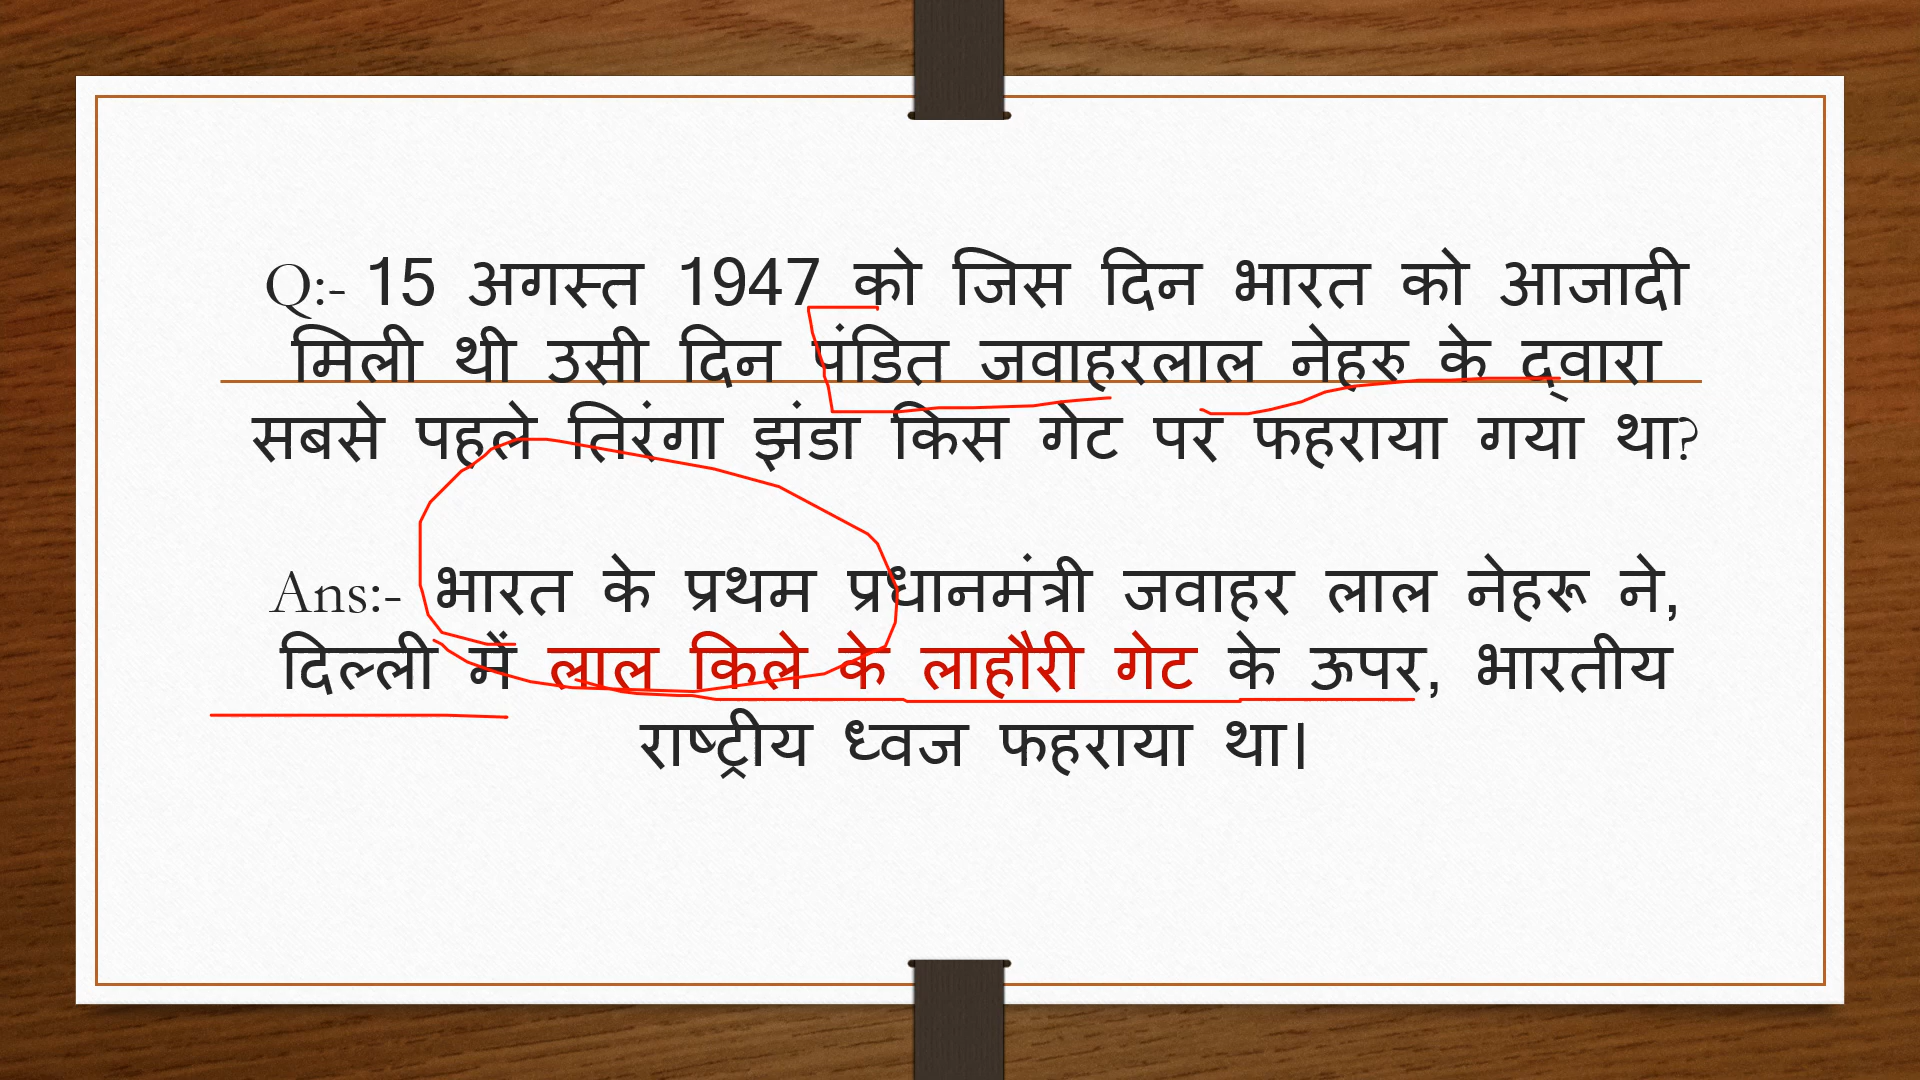 Q:- 15 अगस्त 1947 को जिस दिन भारत को आजादी
मिली थी उसी दिन पंडित जवाहरलाल नेहरु के द्वारा
सबसे पहले तिरंगा झंडा किस गेट पर फहराया गया था?
Ans:- भारत के प्रथम प्रधानमंत्री जवाहर लाल नेहरू ने,
दिल्ली में लाल किले के लाहौरी गेट के ऊपर, भारतीय
राष्ट्रीय ध्वज फहराया था।